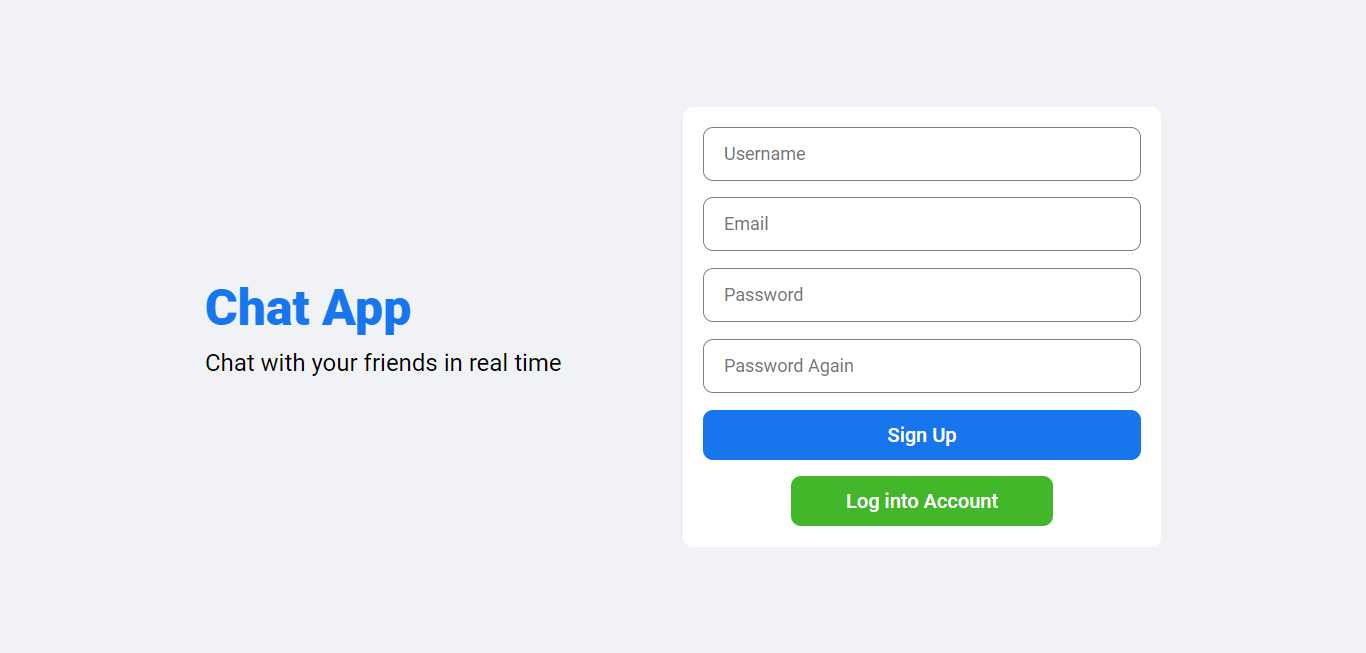 Chat App
Chat with your friends in real time
Username
Email
Password
Password Again
Sign Up
Log into Account